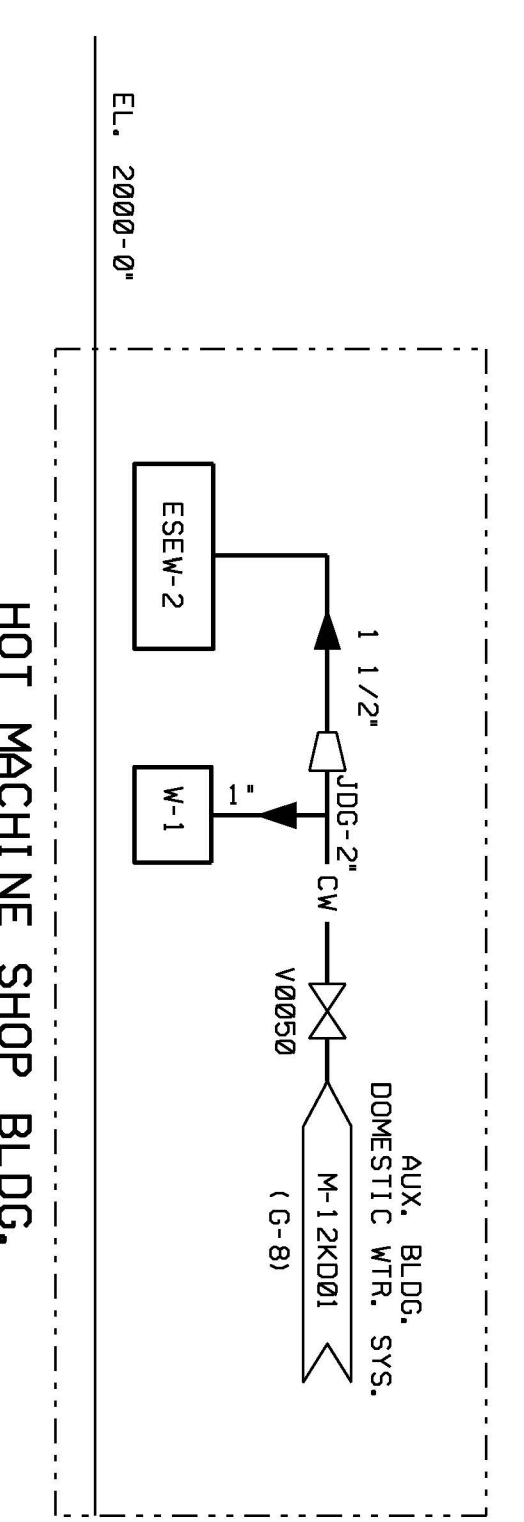 AUX. BLDG.
DOMESTIC WTR. SYS.
1 1/2"
JDG-2"
CW
M-12KD01
(G-8)
V0050
1"
ESEW-2
W-1
EL. 2000-0"
HOT MACHINE SHOP BLDG.